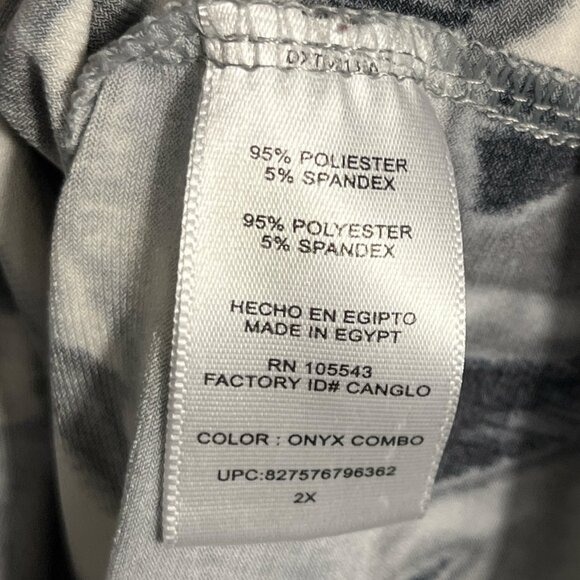 95% POLIESTER
5% SPANDEX
95% POLYESTER
5% SPANDEX
HECHO EN EGIPTO
MADE IN EGYPT
RN 105543
FACTORY ID# CANGLO
COLOR : ONYX COMBO
UPC:827576796362
2X